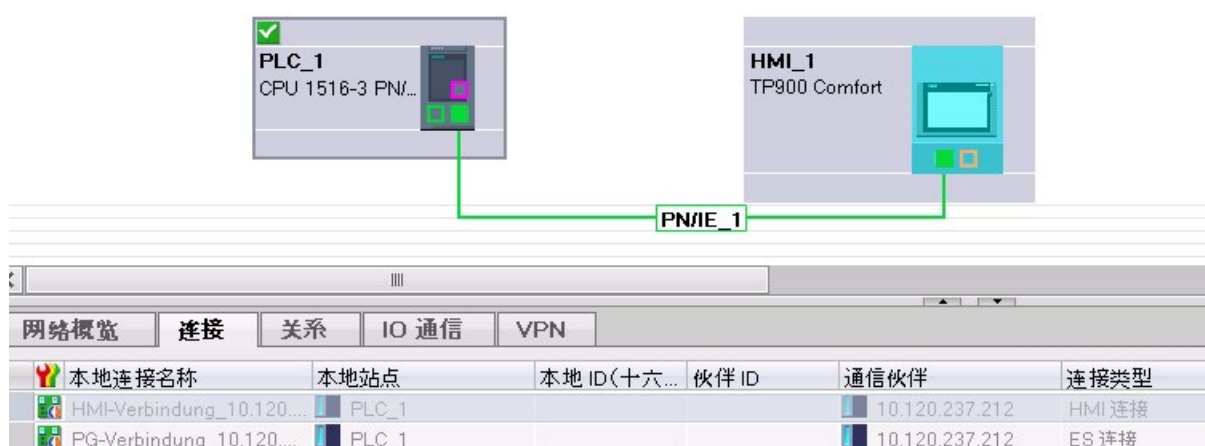 PLC_1
CPU 1516-3 PN/...
HMI_1
TP900 Comfort
PN/IE_1
网络概览 连接 关系 IO 通信 VPN
本地连接名称 本地站点 本地 ID(十六... 伙伴 ID 通信伙伴 连接类型
HMI-Verbindung_10.120.... PLC_1 10.120.237.212 HMI 连接
PG-Verbindung_10.120.... PLC_1 10.120.237.212 ES 连接